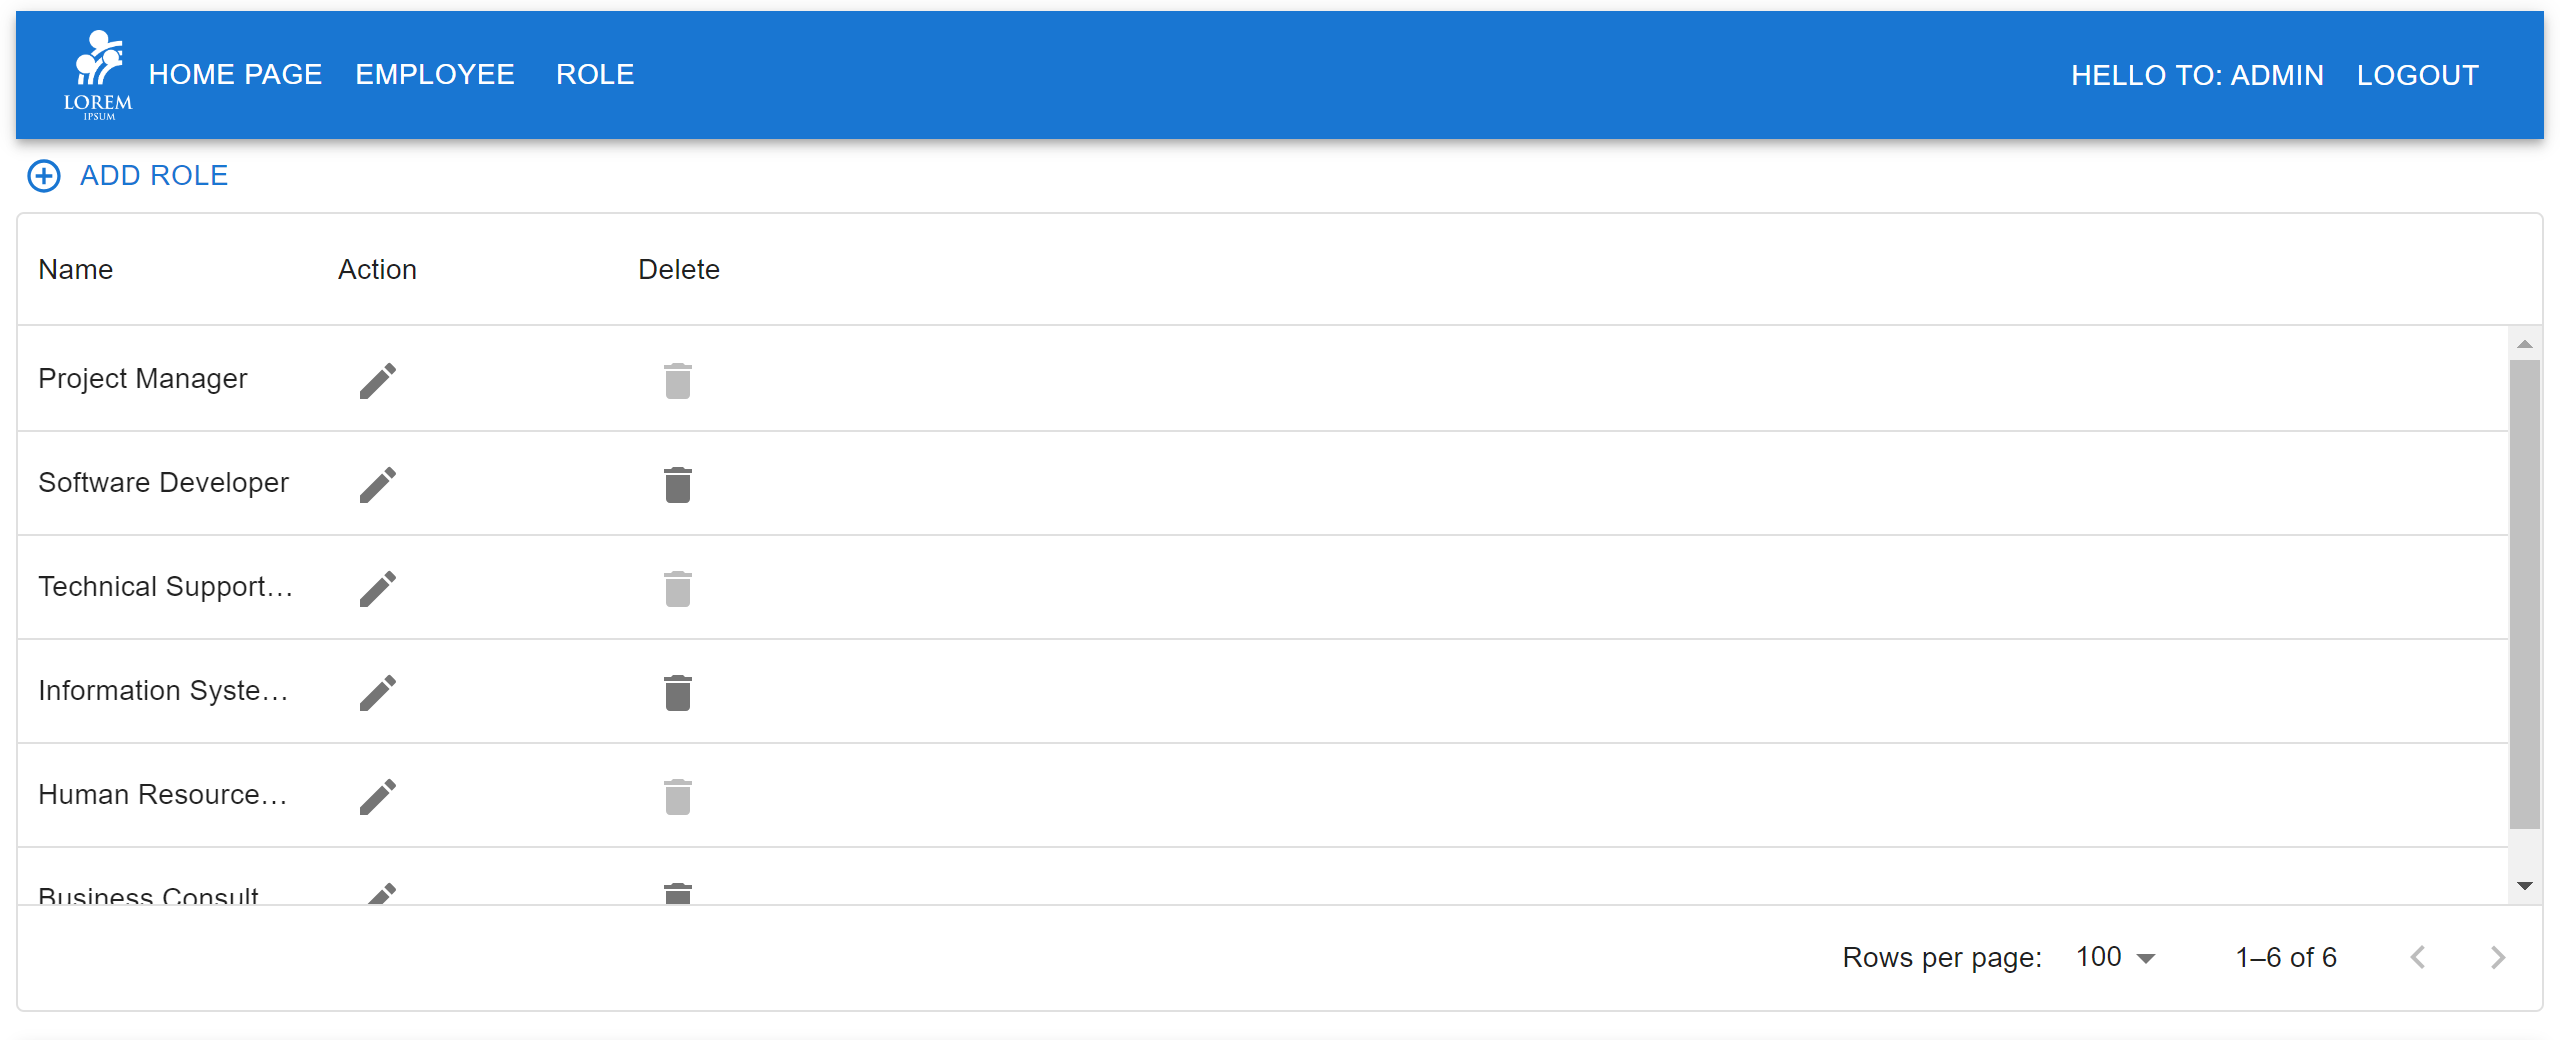 LOREM
IPSUM
HOME PAGE EMPLOYEE ROLE
HELLO TO: ADMIN LOGOUT
ADD ROLE
Name Action Delete
Project Manager
Software Developer
Technical Support…
Information Syste…
Human Resource…
Business Consult
Rows per page: 100 1–6 of 6